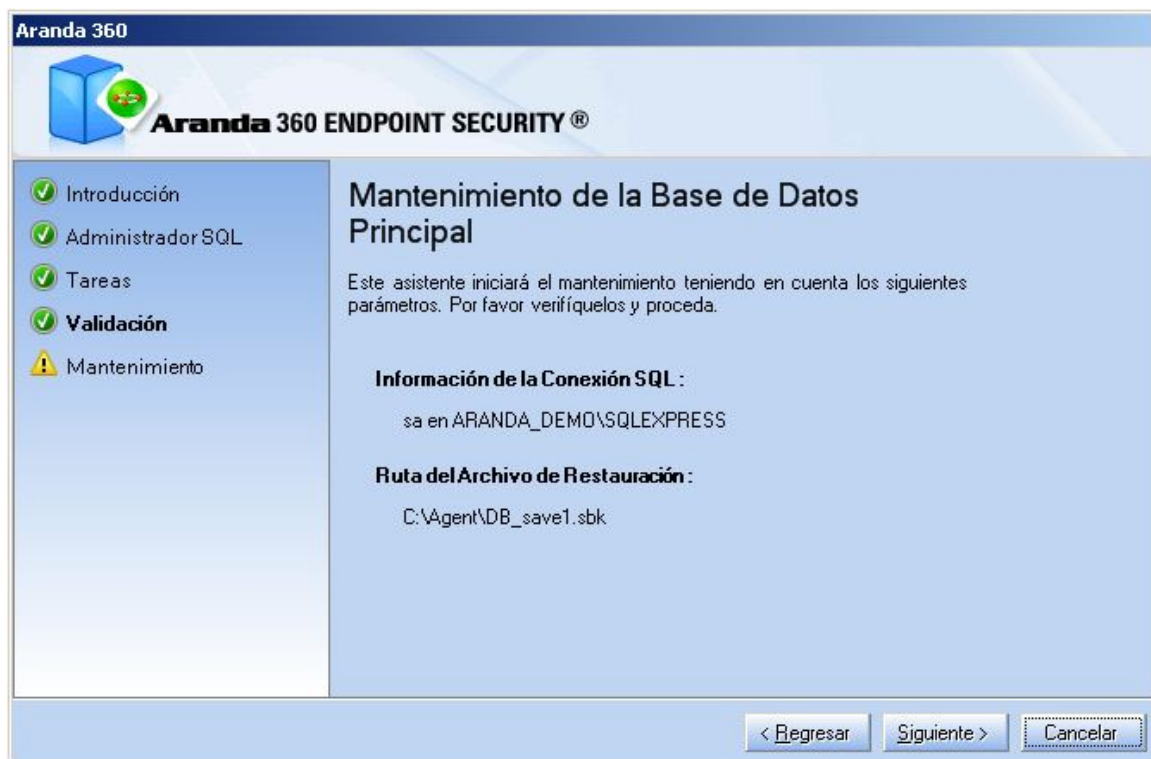 Aranda 360
Aranda 360 ENDPOINT SECURITY ®
Introducción
Administrador SQL
Tareas
Validación
Mantenimiento
Mantenimiento de la Base de Datos
Principal
Este asistente iniciará el mantenimiento teniendo en cuenta los siguientes
parámetros. Por favor verifíquelos y proceda.
Información de la Conexión SQL :
sa en ARANDA_DEMO\SQLEXPRESS
Ruta del Archivo de Restauración :
C:\Agent\DB_save1.sbk
< Regresar
Siguiente >
Cancelar